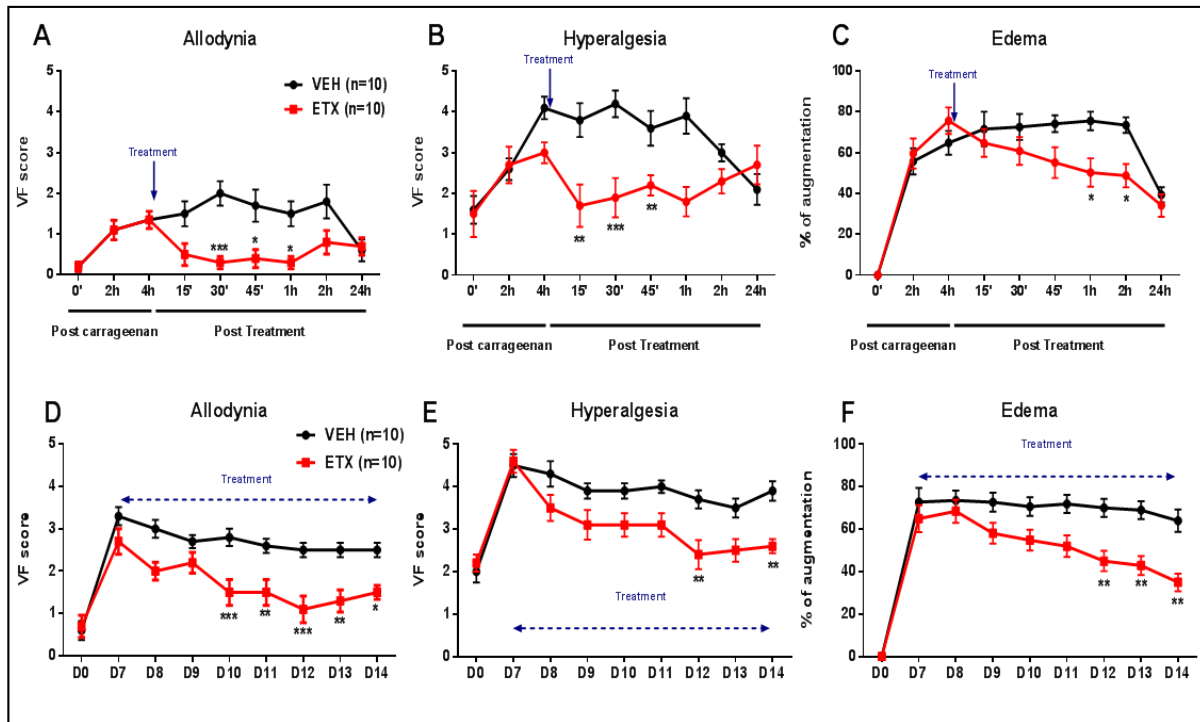 A
Allodynia
VF score
5
4
3
2
1
0
VEH (n=10)
ETX (n=10)
Treatment
***
*
*
0' 2h 4h 15' 30' 45' 1h 2h 24h
Post carrageenan Post Treatment
B
Hyperalgesia
Treatment
VF score
5
4
3
2
1
0
**
***
**
0' 2h 4h 15' 30' 45' 1h 2h 24h
Post carrageenan Post Treatment
C
Edema
Treatment
% of augmentation
100
80
60
40
20
0
*
*
0' 2h 4h 15' 30' 45' 1h 2h 24h
Post carrageenan Post Treatment
D
Allodynia
VEH (n=10)
ETX (n=10)
Treatment
VF score
5
4
3
2
1
0
***
**
***
**
*
D0 D7 D8 D9 D10 D11 D12 D13 D14
E
Hyperalgesia
VF score
5
4
3
2
1
0
**
**
Treatment
D0 D7 D8 D9 D10 D11 D12 D13 D14
F
Edema
Treatment
% of augmentation
100
80
60
40
20
0
**
**
**
D0 D7 D8 D9 D10 D11 D12 D13 D14